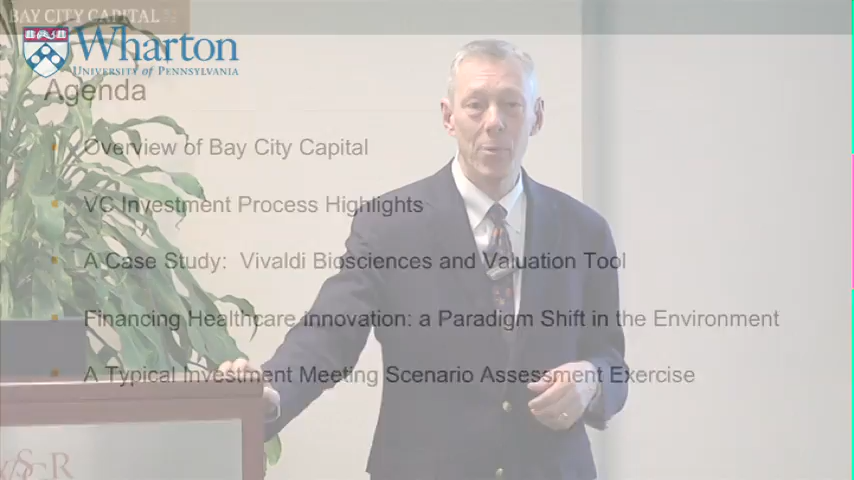 BAY CITY CAPITAL
Wharton
UNIVERSITY of PENNSYLVANIA
Agenda
Overview of Bay City Capital
VC Investment Process Highlights
A Case Study: Vivaldi Biosciences and Valuation Tool
Financing Healthcare Innovation: a Paradigm Shift in the Environment
A Typical Investment Meeting Scenario Assessment Exercise